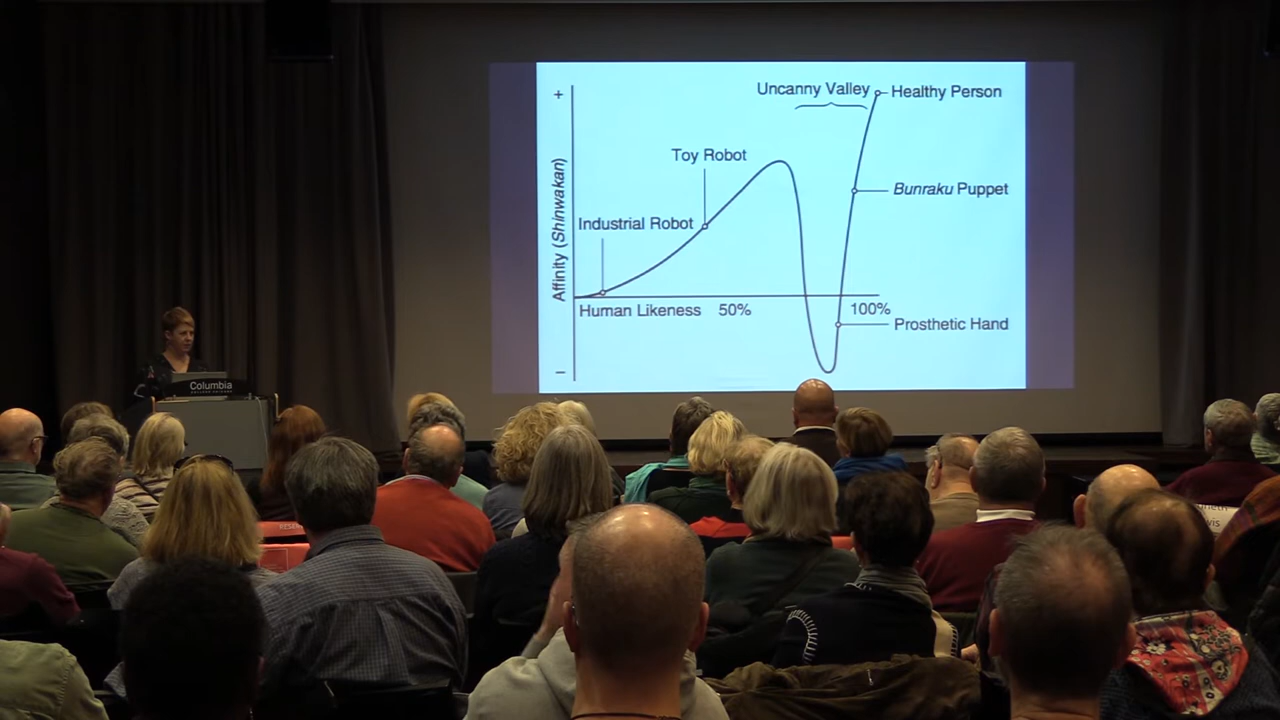 Uncanny Valley
Healthy Person
+
Toy Robot
Bunraku Puppet
Industrial Robot
Affinity (Shinwakan)
Human Likeness 50% 100%
Prosthetic Hand
−
Columbia